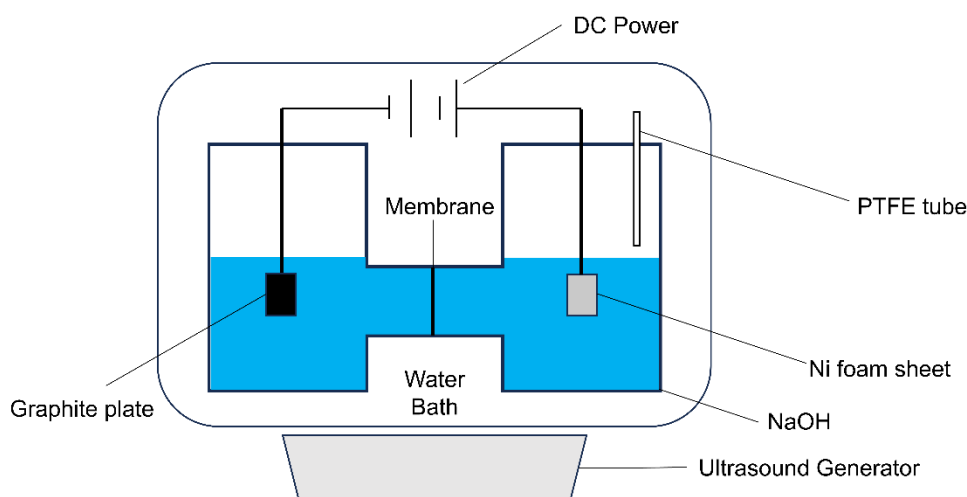 DC Power
Membrane
PTFE tube
Ni foam sheet
Graphite plate
Water
Bath
NaOH
Ultrasound Generator